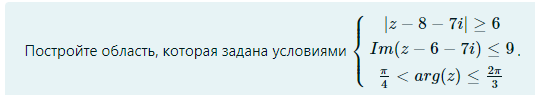 |z − 8 − 7i| ≥ 6
Постройте область, которая задана условиями { Im(z − 6 − 7i) ≤ 9 .
π/4 < arg(z) ≤ 2π/3